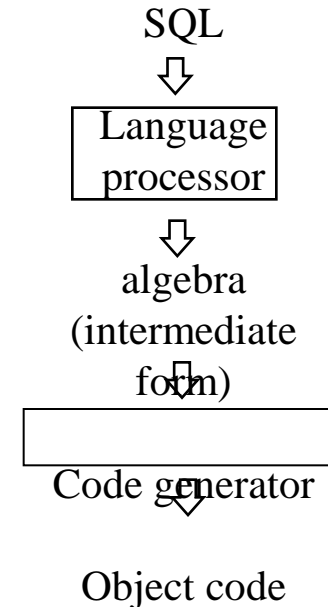 SQL
Language
processor
algebra
(intermediate
form)
Code generator
Object code